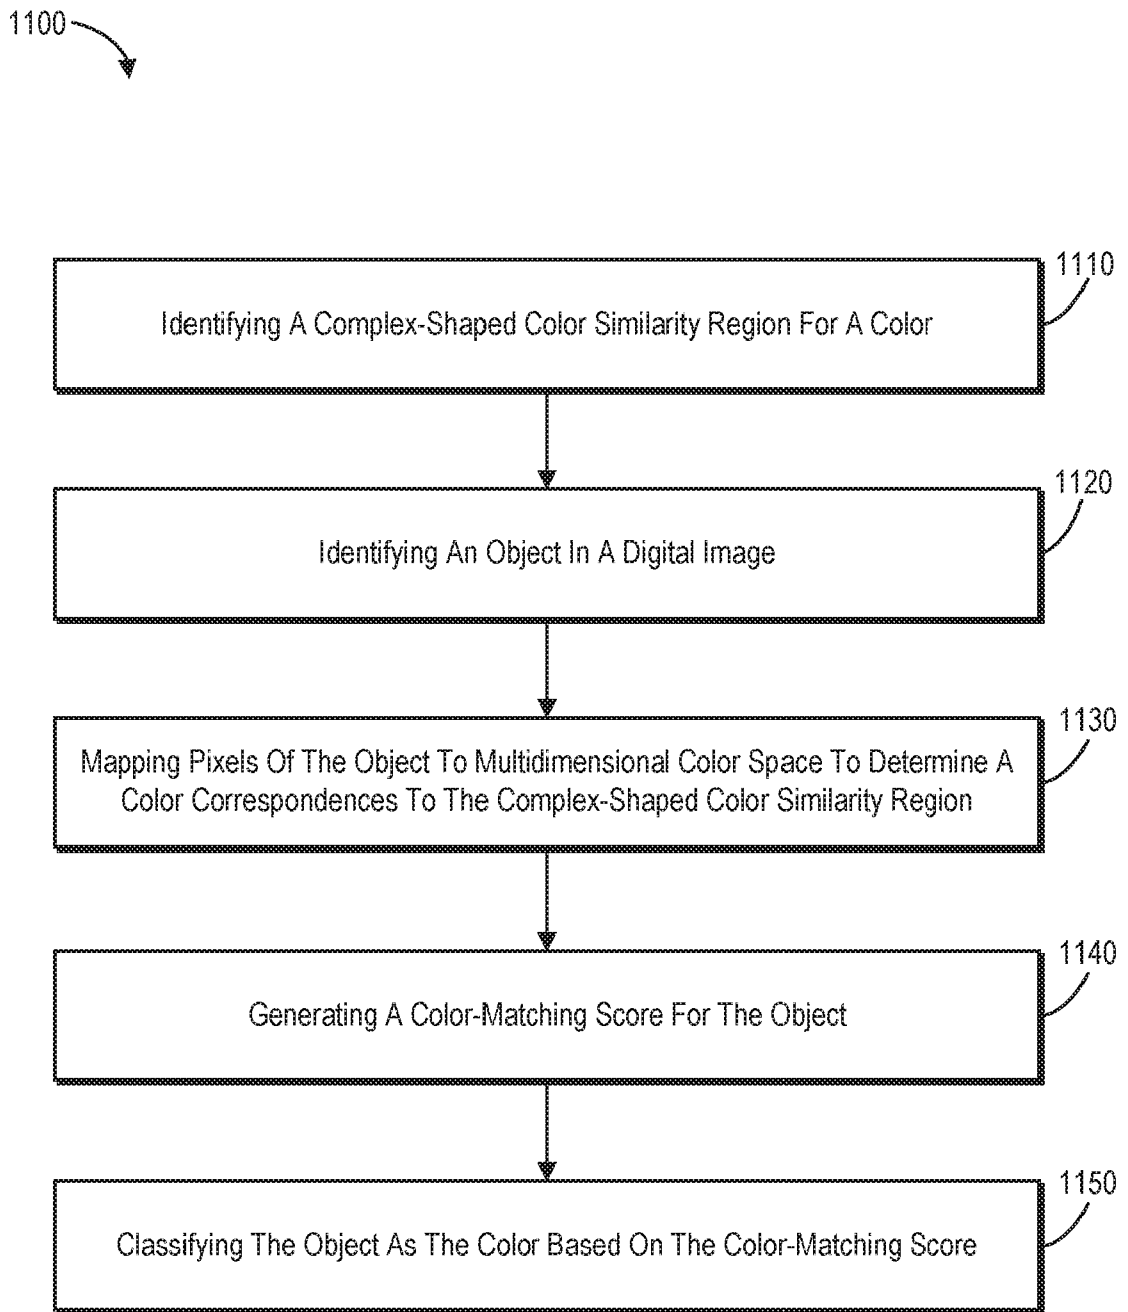 1100
1110
Identifying A Complex-Shaped Color Similarity Region For A Color
1120
Identifying An Object In A Digital Image
1130
Mapping Pixels Of The Object To Multidimensional Color Space To Determine A
Color Correspondences To The Complex-Shaped Color Similarity Region
1140
Generating A Color-Matching Score For The Object
1150
Classifying The Object As The Color Based On The Color-Matching Score